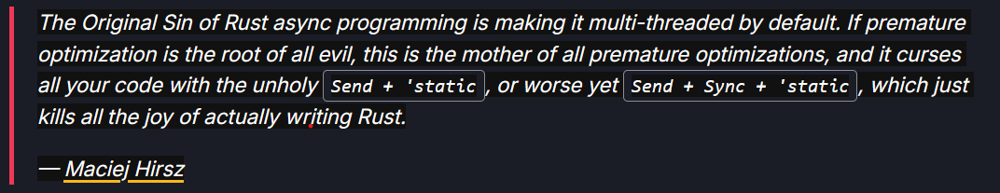 The Original Sin of Rust async programming is making it multi-threaded by default. If premature
optimization is the root of all evil, this is the mother of all premature optimizations, and it curses
all your code with the unholy Send + 'static, or worse yet Send + Sync + 'static, which just
kills all the joy of actually writing Rust.
— Maciej Hirsz